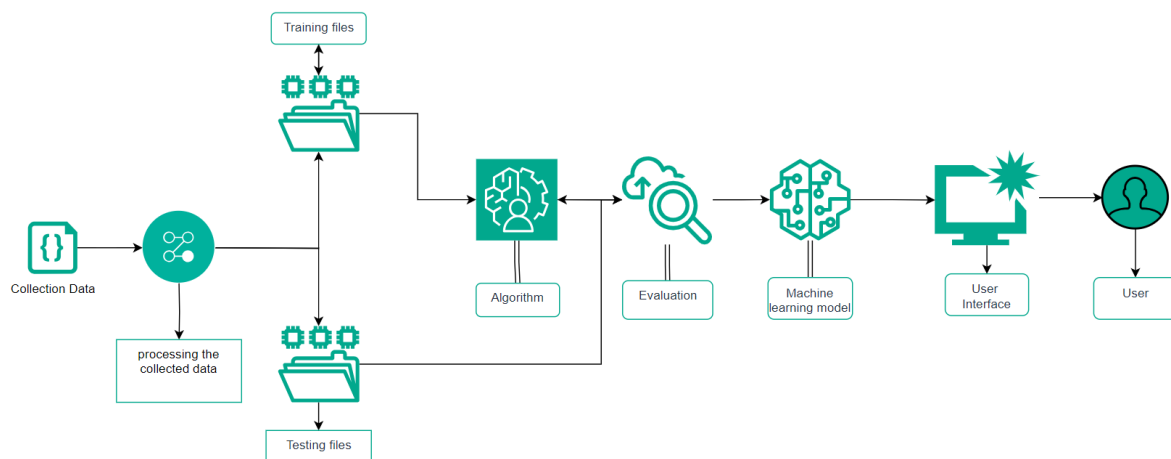 Training files
Collection Data
processing the
collected data
Testing files
Algorithm
Evaluation
Machine
learning model
User
Interface
User